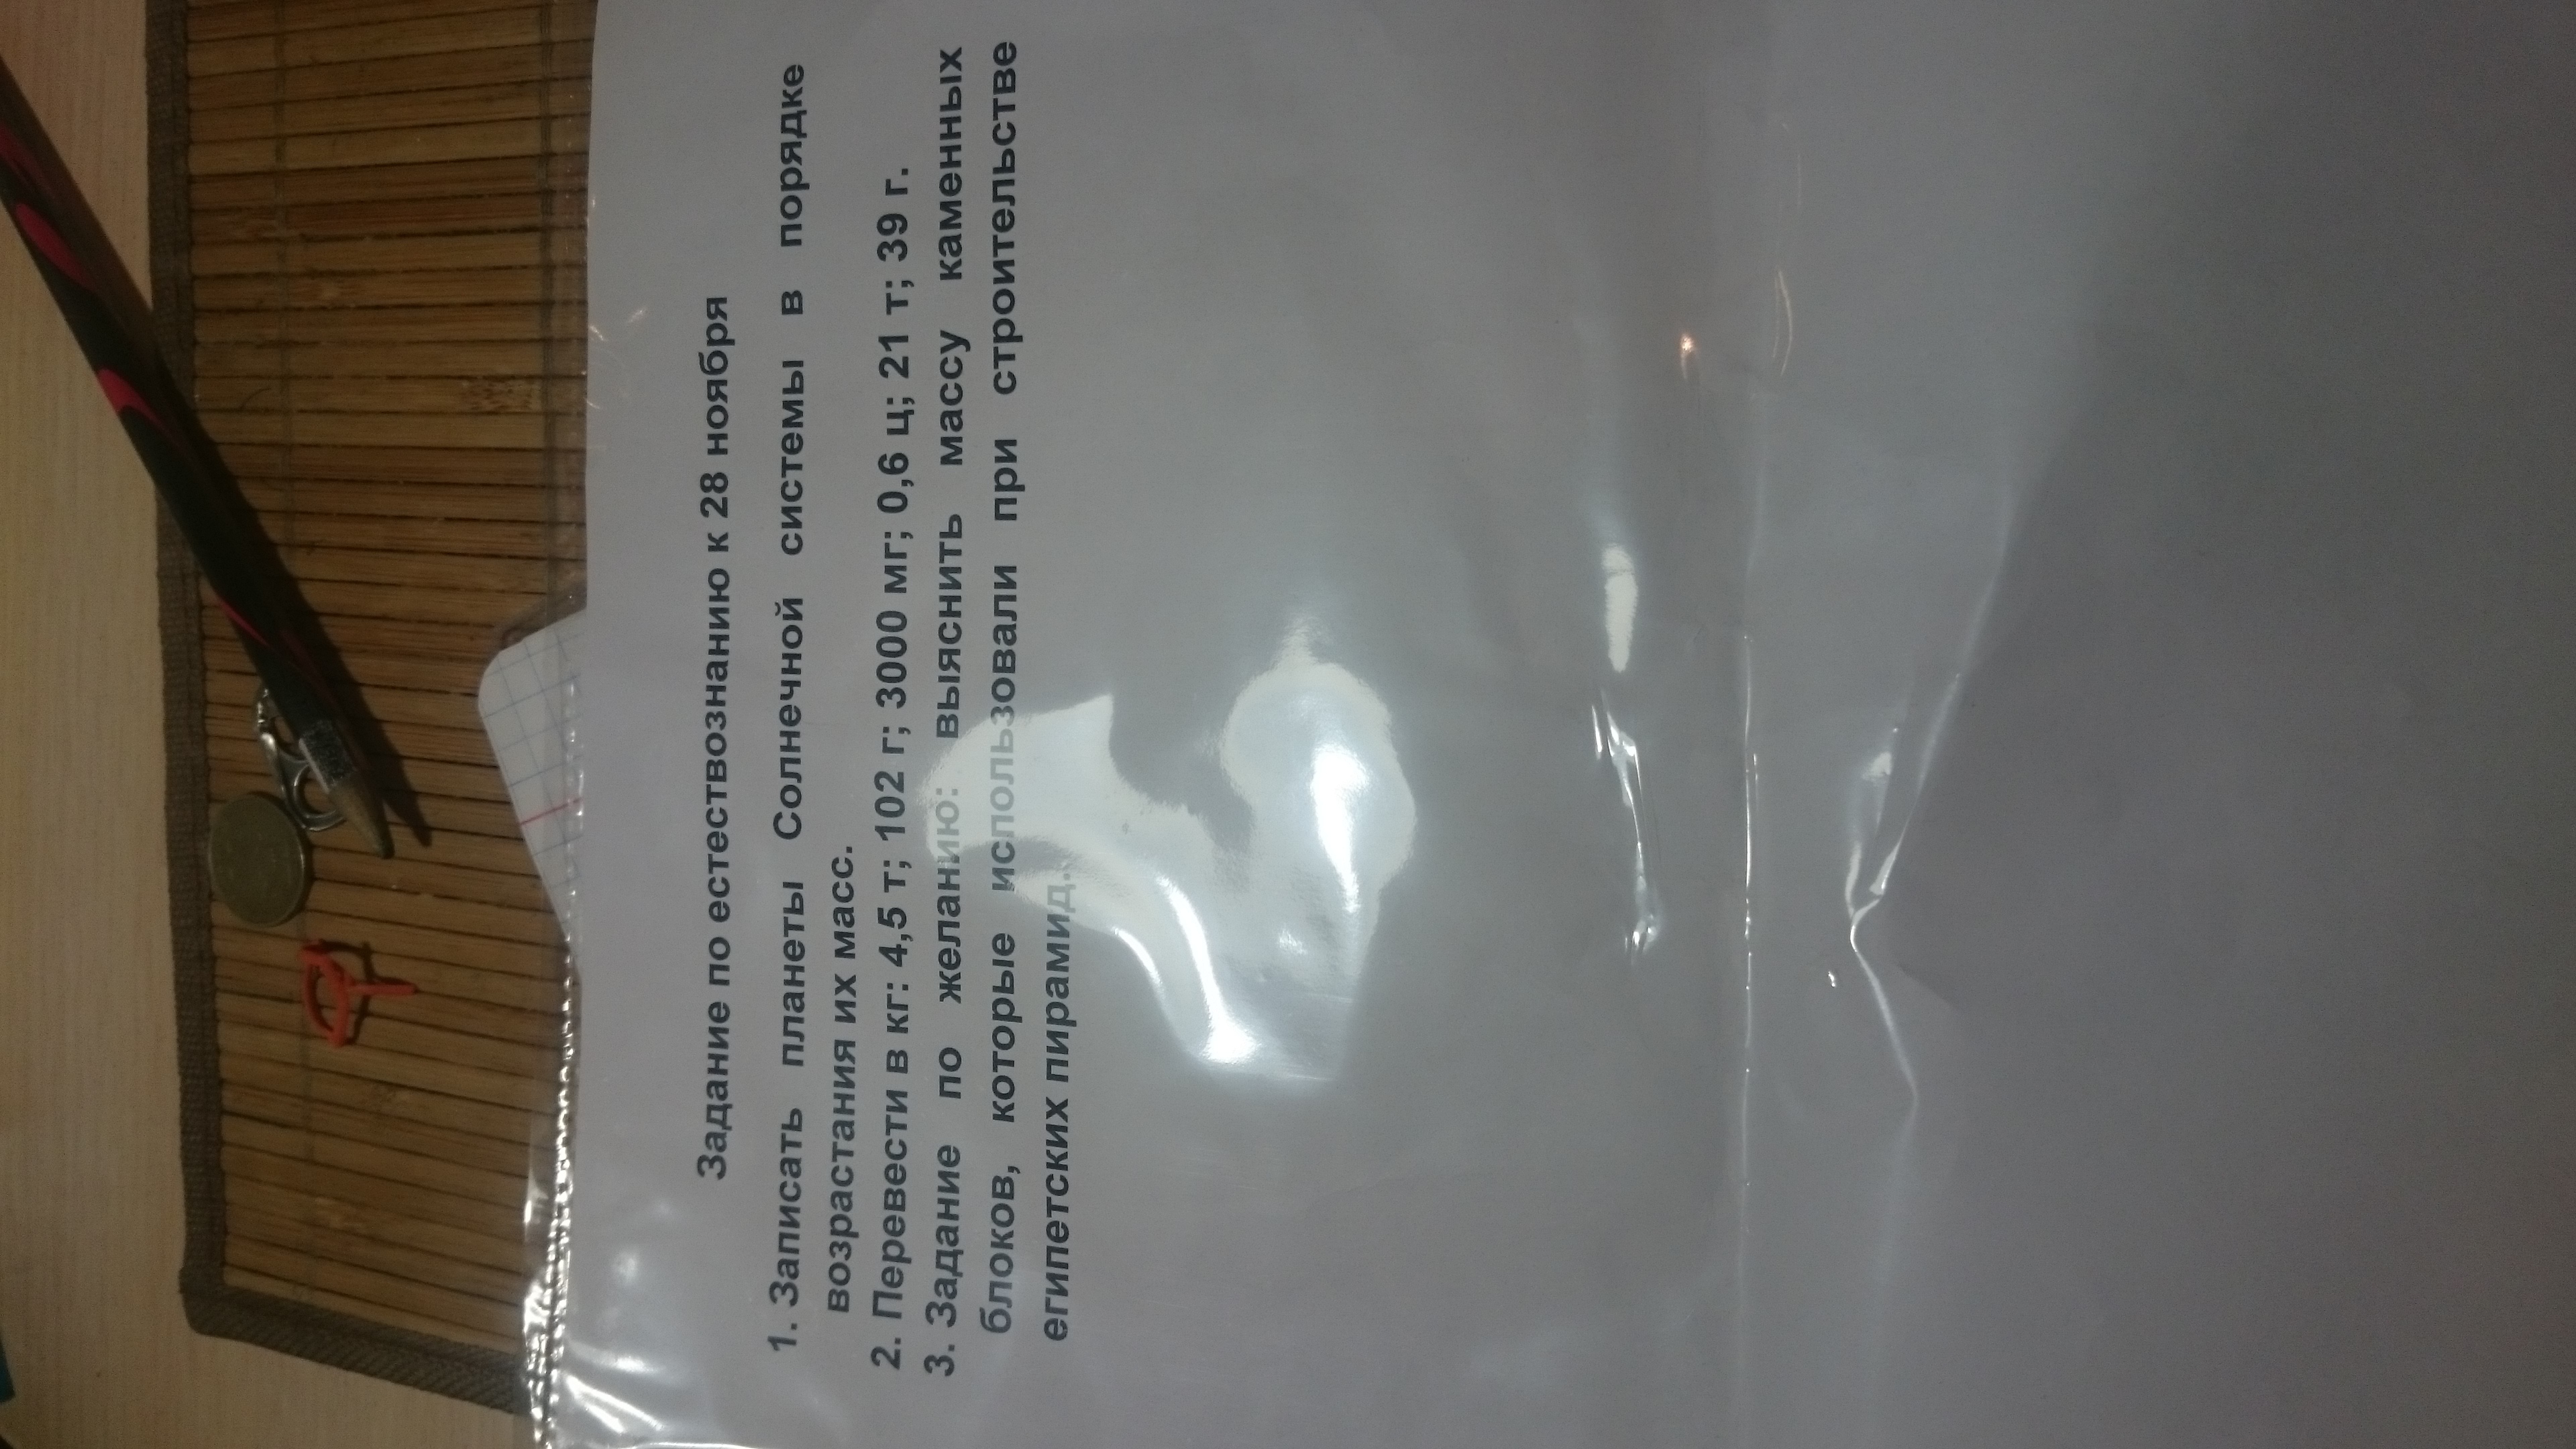 Задание по естествознанию к 28 ноября
1. Записать планеты Солнечной системы в порядке
возрастания их масс.
2. Перевести в кг: 4,5 т; 102 г; 3000 мг; 0,6 ц; 21 т; 39 г.
3. Задание по желанию: выяснить массу каменных
блоков, которые использовали при строительстве
египетских пирамид.